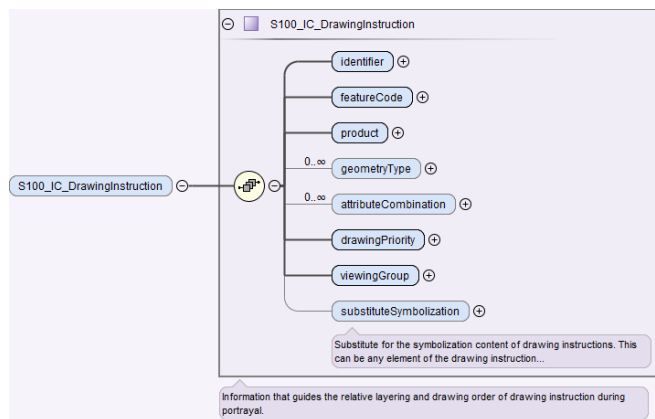 S100_IC_DrawingInstruction
identifier
featureCode
product
S100_IC_DrawingInstruction
0..∞
geometryType
0..∞
attributeCombination
drawingPriority
viewingGroup
substituteSymbolization
Substitute for the symbolization content of drawing instructions. This
can be any element of the drawing instruction...
Information that guides the relative layering and drawing order of drawing instruction during
portrayal.